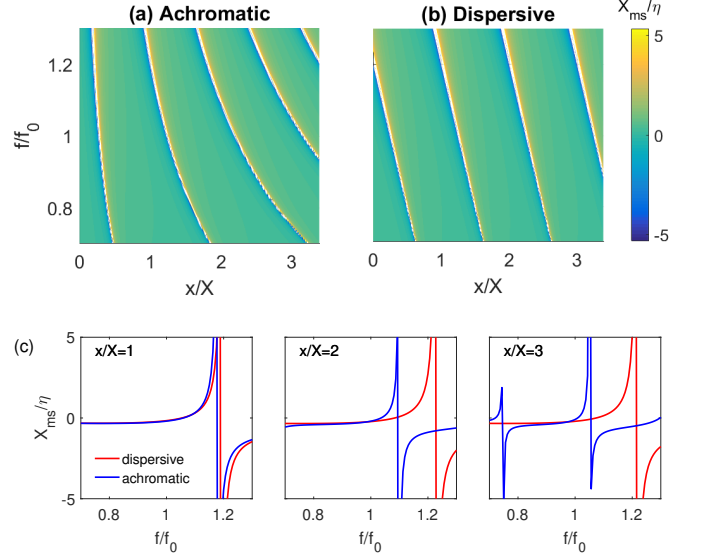 (a) Achromatic
(b) Dispersive
X_ms/η
f/f_0
1.2
1
0.8
0 1 2 3
x/X
0 1 2 3
x/X
5
0
-5
(c)
X_ms/η
5
0
-5
x/X=1
dispersive
achromatic
0.8 1 1.2
f/f_0
x/X=2
0.8 1 1.2
f/f_0
x/X=3
0.8 1 1.2
f/f_0